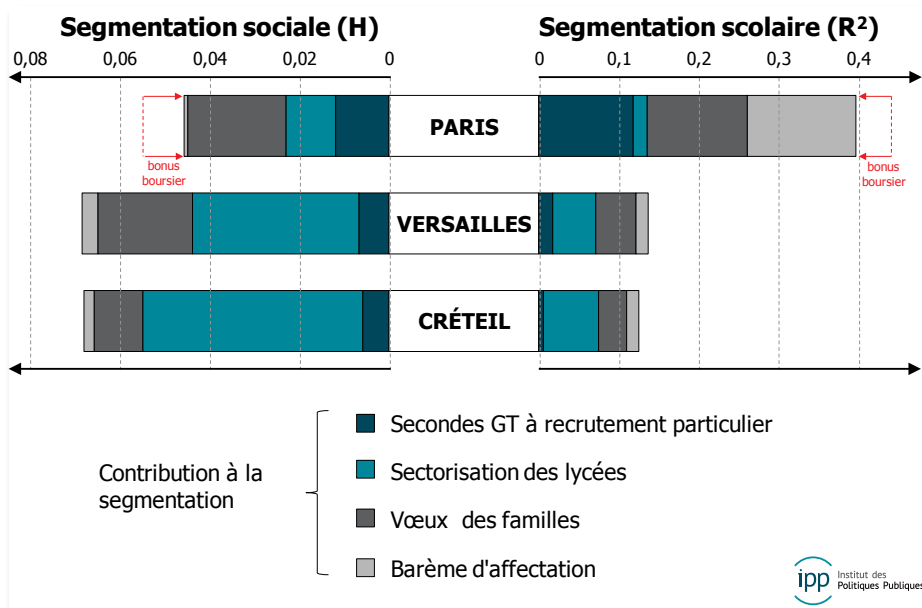 Segmentation sociale (H)
Segmentation scolaire (R²)
0,08 0,06 0,04 0,02 0
0 0,1 0,2 0,3 0,4
PARIS
bonus
boursier
bonus
boursier
VERSAILLES
CRÉTEIL
Contribution à la
segmentation
Secondes GT à recrutement particulier
Sectorisation des lycées
Vœux des familles
Barème d'affectation
ipp
Institut des
Politiques Publiques